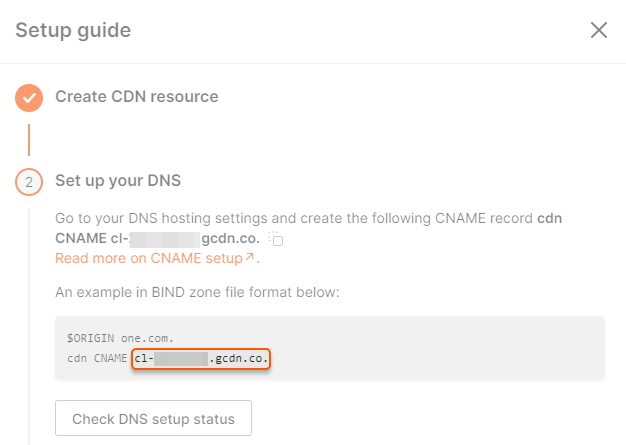 Setup guide
Create CDN resource
2 Set up your DNS
Go to your DNS hosting settings and create the following CNAME record cdn
CNAME cl- gcdn.co.
Read more on CNAME setup↗.
An example in BIND zone file format below:
$ORIGIN one.com.
cdn CNAME cl- .gcdn.co.
Check DNS setup status